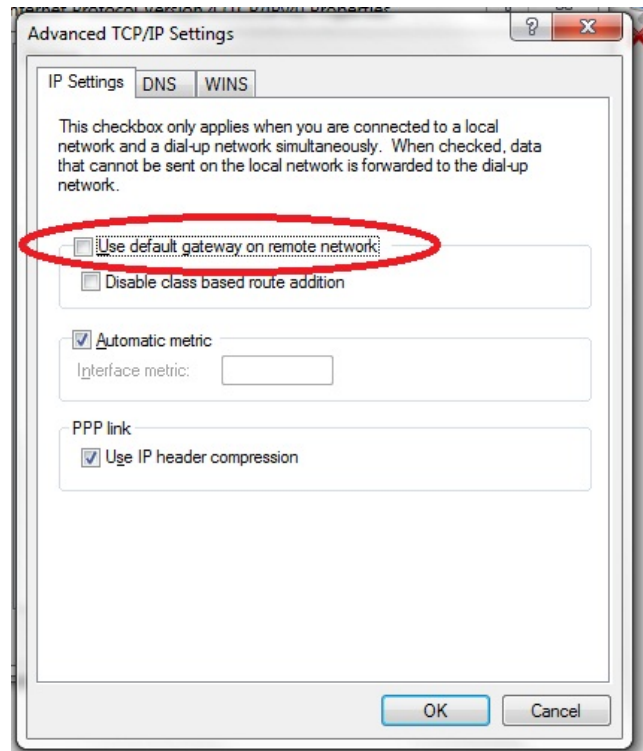 Advanced TCP/IP Settings
IP Settings DNS WINS
This checkbox only applies when you are connected to a local
network and a dial-up network simultaneously. When checked, data
that cannot be sent on the local network is forwarded to the dial-up
network.
Use default gateway on remote network
Disable class based route addition
Automatic metric
Interface metric:
PPP link
Use IP header compression
OK Cancel